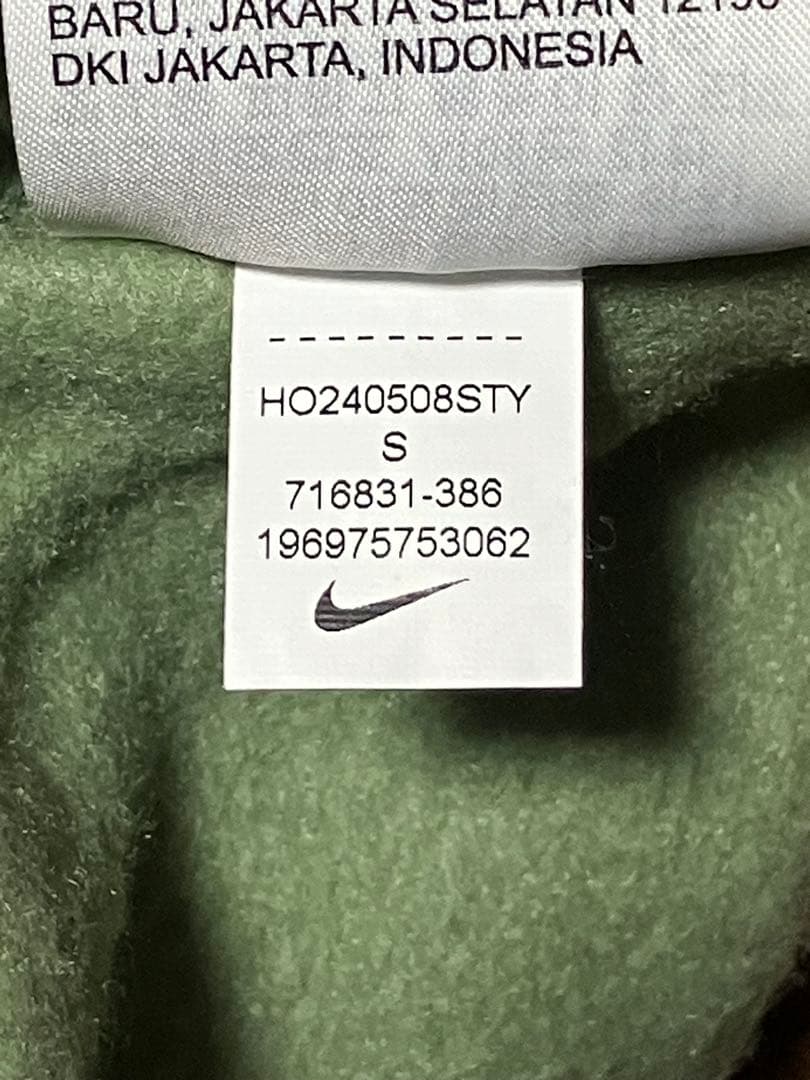 BARU, JAKARTA SELATAN
DKI JAKARTA, INDONESIA
----------
HO240508STY
S
716831-386
196975753062